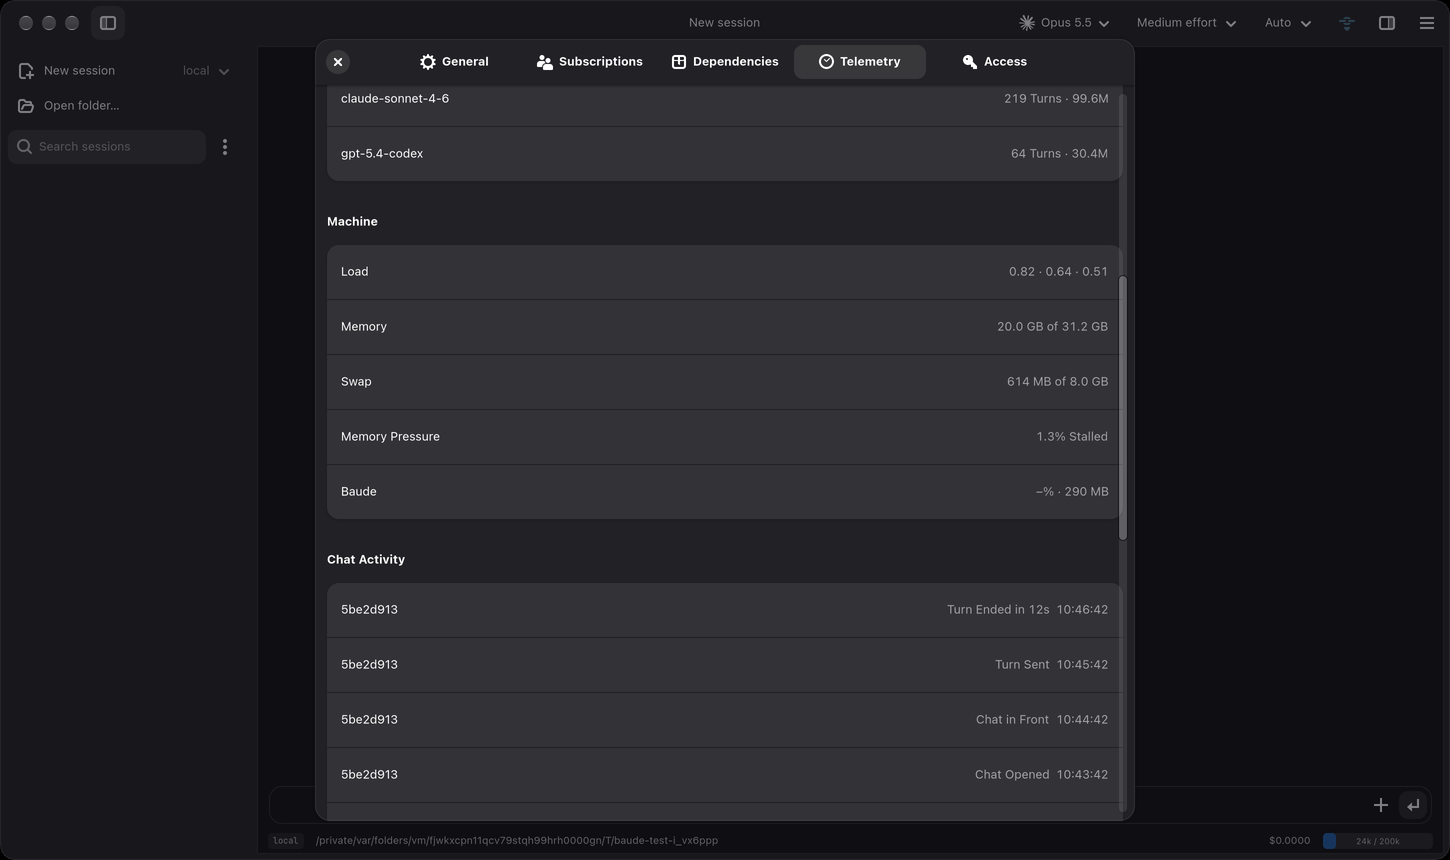 New session
Opus 5.5
Medium effort
Auto
New session
local
Open folder...
Search sessions
General
Subscriptions
Dependencies
Telemetry
Access
claude-sonnet-4-6 219 Turns · 99.6M
gpt-5.4-codex 64 Turns · 30.4M
Machine
Load 0.82 · 0.64 · 0.51
Memory 20.0 GB of 31.2 GB
Swap 614 MB of 8.0 GB
Memory Pressure 1.3% Stalled
Baude –% · 290 MB
Chat Activity
5be2d913 Turn Ended in 12s 10:46:42
5be2d913 Turn Sent 10:45:42
5be2d913 Chat in Front 10:44:42
5be2d913 Chat Opened 10:43:42
local /private/var/folders/vm/fjwkxcpn11qcv79stqh99hrh0000gn/T/baude-test-i_vx6ppp
$0.0000
24k / 200k